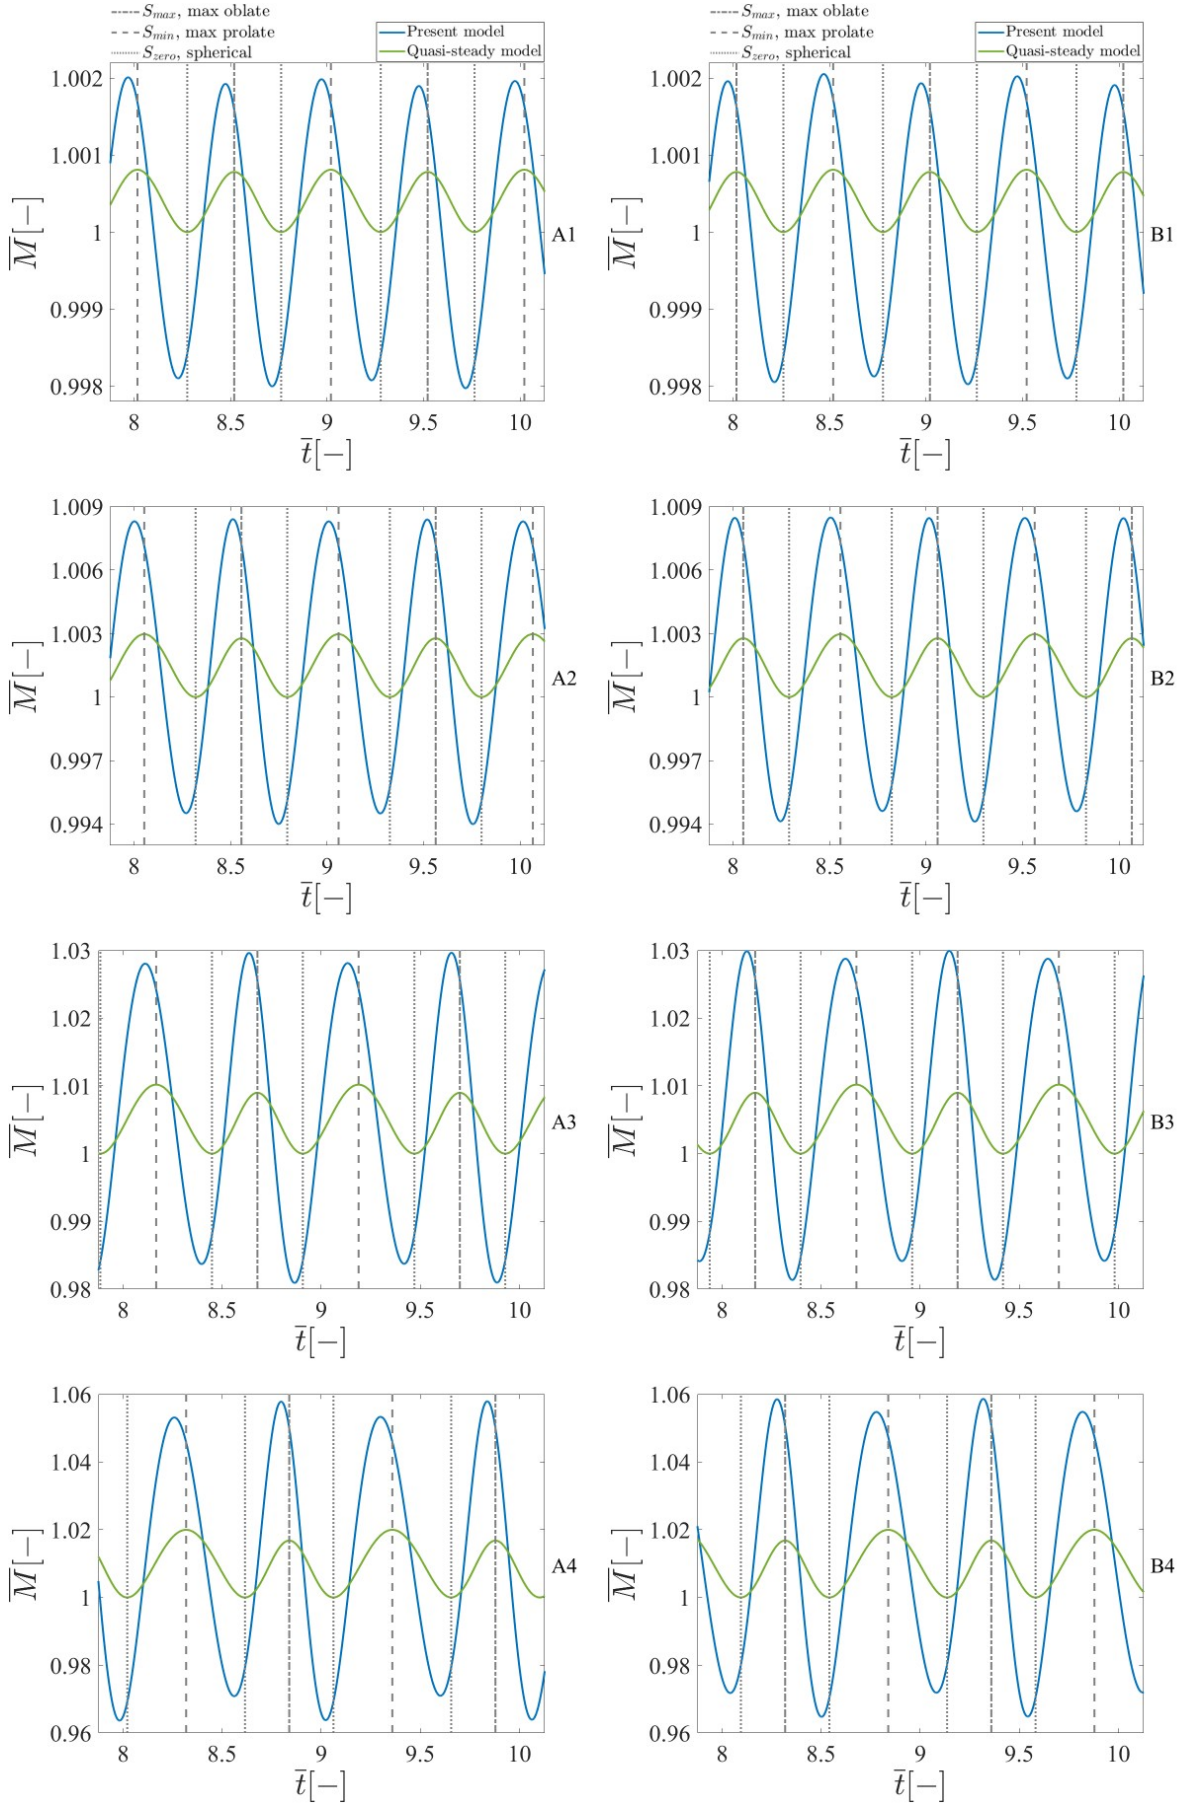 S_max, max oblate
S_min, max prolate
S_zero, spherical
Present model
Quasi-steady model
1.002
1.001
1
0.999
0.998
M̅[−]
8 8.5 9 9.5 10
t̅[−]
A1
S_max, max oblate
S_min, max prolate
S_zero, spherical
Present model
Quasi-steady model
1.002
1.001
1
0.999
0.998
M̅[−]
8 8.5 9 9.5 10
t̅[−]
B1
1.009
1.006
1.003
1
0.997
0.994
M̅[−]
8 8.5 9 9.5 10
t̅[−]
A2
1.009
1.006
1.003
1
0.997
0.994
M̅[−]
8 8.5 9 9.5 10
t̅[−]
B2
1.03
1.02
1.01
1
0.99
0.98
M̅[−]
8 8.5 9 9.5 10
t̅[−]
A3
1.03
1.02
1.01
1
0.99
0.98
M̅[−]
8 8.5 9 9.5 10
t̅[−]
B3
1.06
1.04
1.02
1
0.98
0.96
M̅[−]
8 8.5 9 9.5 10
t̅[−]
A4
1.06
1.04
1.02
1
0.98
0.96
M̅[−]
8 8.5 9 9.5 10
t̅[−]
B4